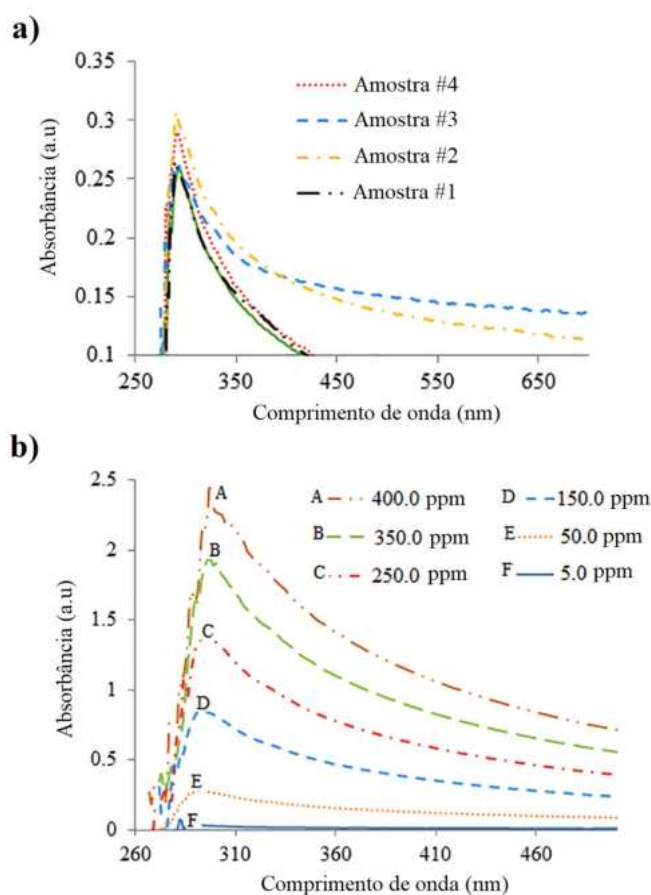 a)
Absorbância (a.u)
0.35
0.3
0.25
0.2
0.15
0.1
Amostra #4
Amostra #3
Amostra #2
Amostra #1
250 350 450 550 650
Comprimento de onda (nm)
b)
Absorbância (a.u)
2.5
2
1.5
1
0.5
0
A 400.0 ppm D 150.0 ppm
B 350.0 ppm E 50.0 ppm
C 250.0 ppm F 5.0 ppm
A
B
C
D
E
F
260 310 360 410 460
Comprimento de onda (nm)